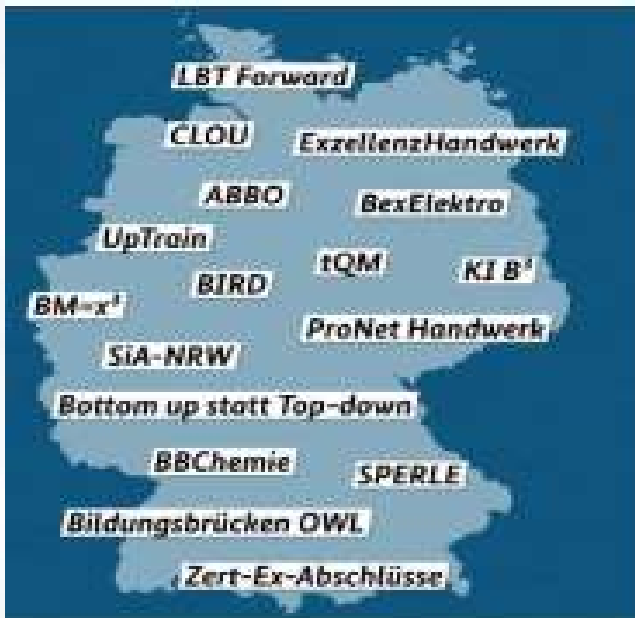 LBT Forward
CLOU
ExzellenzHandwerk
ABBO
BexElektro
UpTrain
tQM
KI B³
BIRD
BM=x³
ProNet Handwerk
SiA-NRW
Bottom up statt Top-down
BBChemie
SPERLE
Bildungsbrücken OWL
Zert-Ex-Abschlüsse